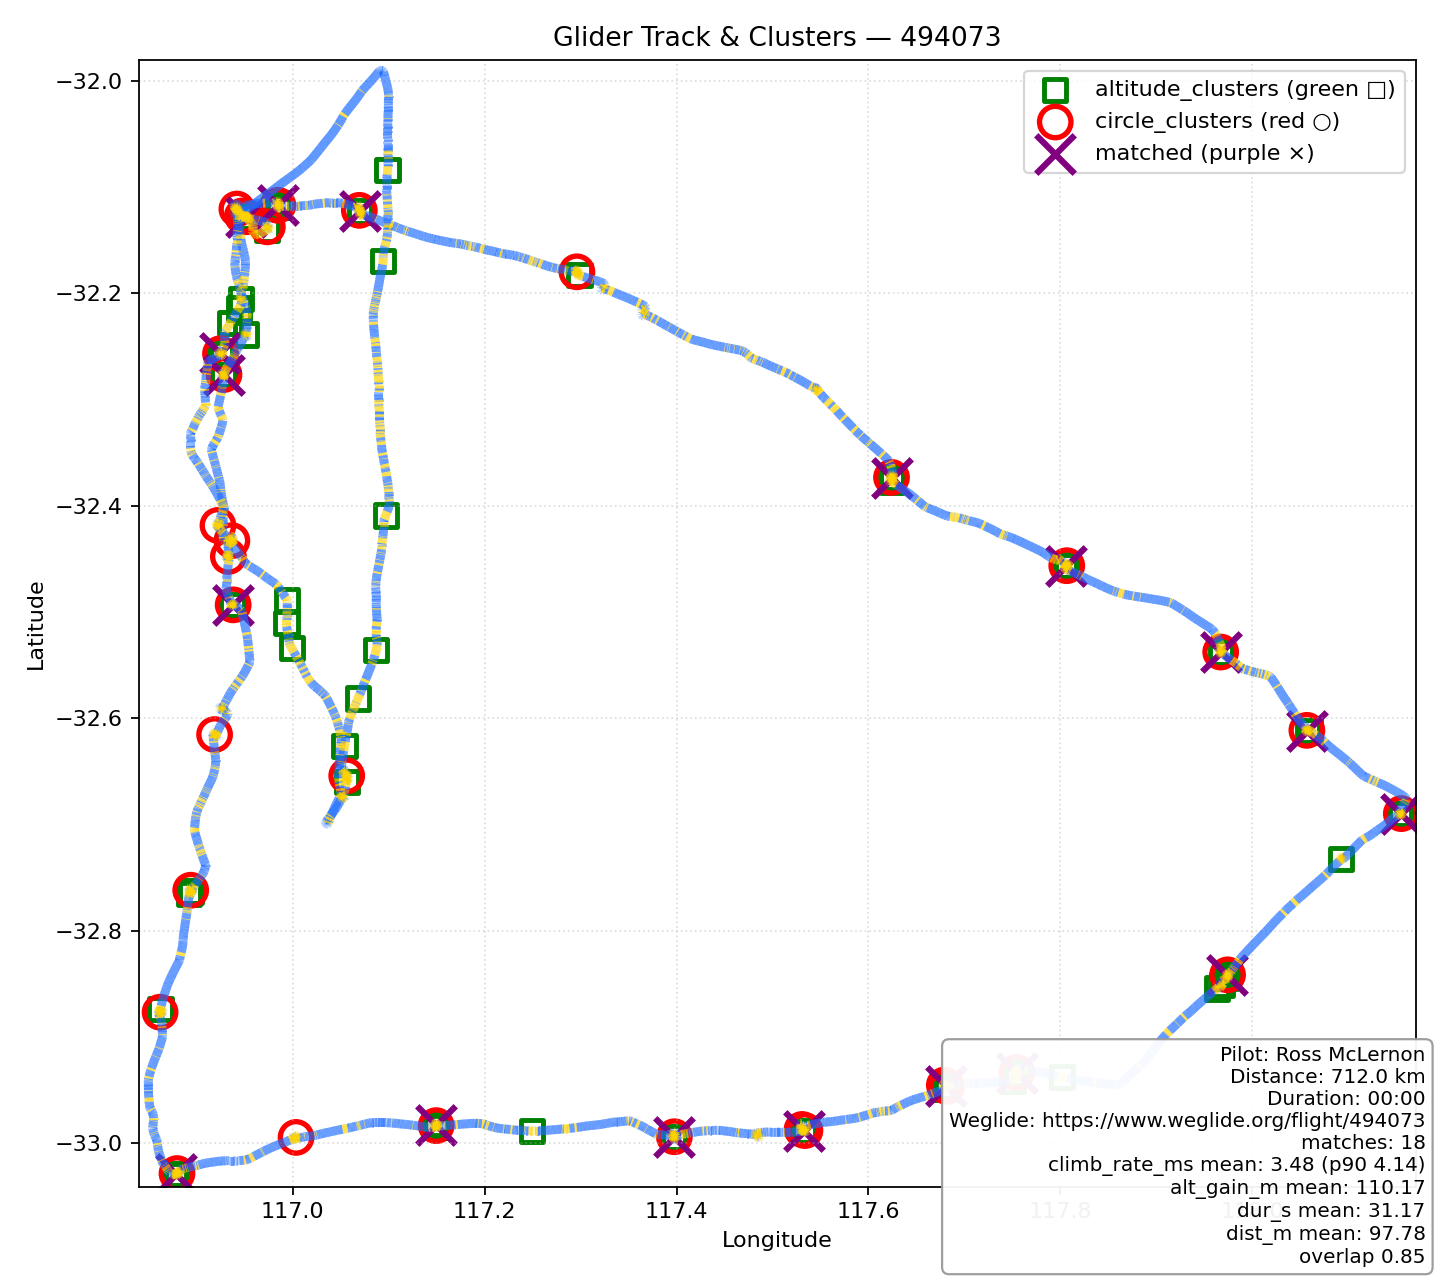 Glider Track & Clusters — 494073
altitude_clusters (green □)
circle_clusters (red ○)
matched (purple ×)
Latitude
−32.0
−32.2
−32.4
−32.6
−32.8
−33.0
117.0
117.2
117.4
117.6
117.8
Longitude
Pilot: Ross McLernon
Distance: 712.0 km
Duration: 00:00
Weglide: https://www.weglide.org/flight/494073
matches: 18
climb_rate_ms mean: 3.48 (p90 4.14)
alt_gain_m mean: 110.17
dur_s mean: 31.17
dist_m mean: 97.78
overlap 0.85